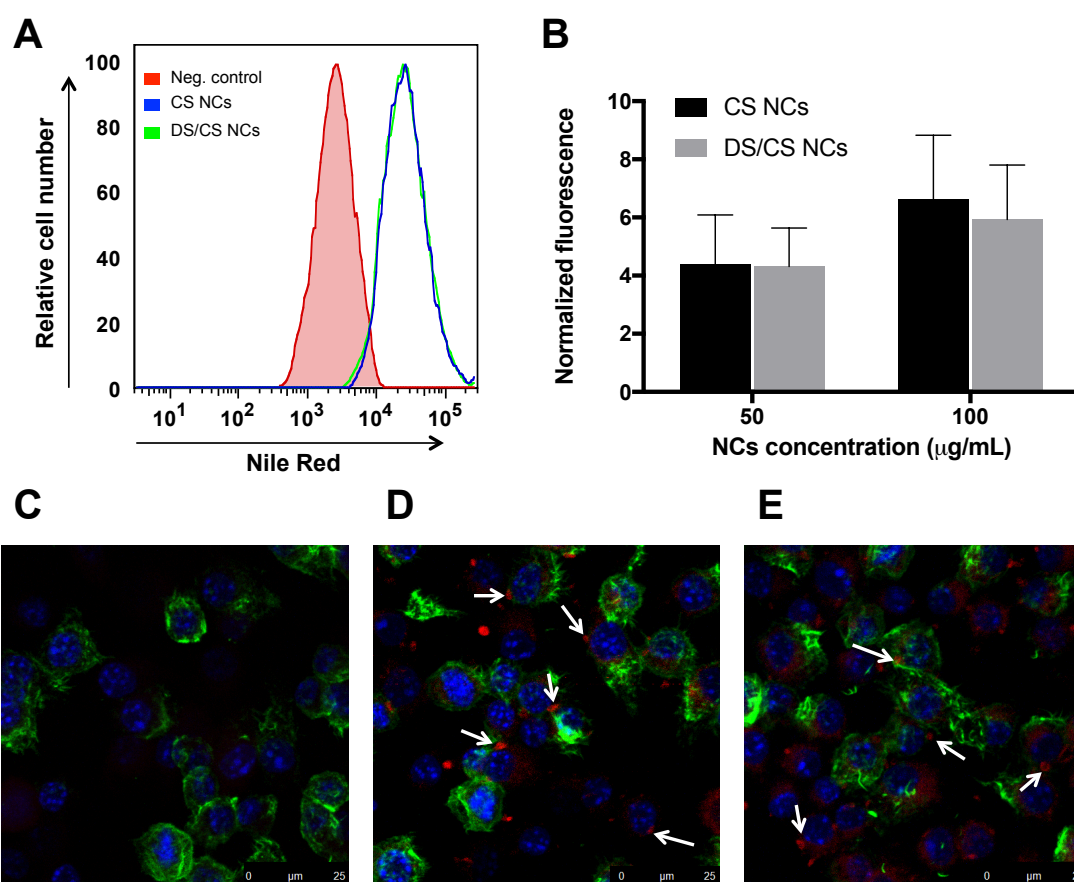 A
100
80
60
40
20
0
Relative cell number
Neg. control
CS NCs
DS/CS NCs
10¹ 10² 10³ 10⁴ 10⁵
Nile Red
B
10
8
6
4
2
0
Normalized fluorescence
CS NCs
DS/CS NCs
50 100
NCs concentration (µg/mL)
C D E
0 µm 25
0 µm 25
0 µm 2